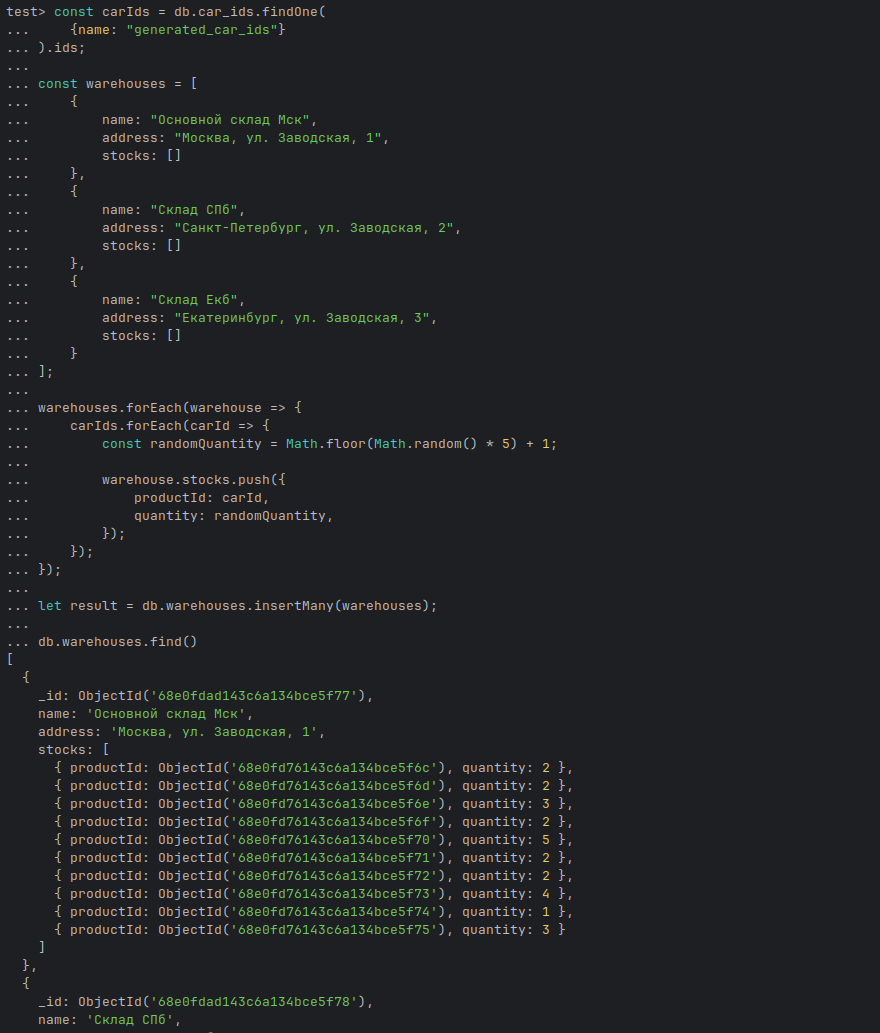 test> const carIds = db.car_ids.findOne(
...     {name: "generated_car_ids"}
... ).ids;
...
... const warehouses = [
...     {
...         name: "Основной склад Мск",
...         address: "Москва, ул. Заводская, 1",
...         stocks: []
...     },
...     {
...         name: "Склад СПб",
...         address: "Санкт-Петербург, ул. Заводская, 2",
...         stocks: []
...     },
...     {
...         name: "Склад Екб",
...         address: "Екатеринбург, ул. Заводская, 3",
...         stocks: []
...     }
... ];
...
... warehouses.forEach(warehouse => {
...     carIds.forEach(carId => {
...         const randomQuantity = Math.floor(Math.random() * 5) + 1;
...
...         warehouse.stocks.push({
...             productId: carId,
...             quantity: randomQuantity,
...         });
...     });
... });
...
... let result = db.warehouses.insertMany(warehouses);
...
... db.warehouses.find()
[
  {
    _id: ObjectId('68e0fdad143c6a134bce5f77'),
    name: 'Основной склад Мск',
    address: 'Москва, ул. Заводская, 1',
    stocks: [
      { productId: ObjectId('68e0fd76143c6a134bce5f6c'), quantity: 2 },
      { productId: ObjectId('68e0fd76143c6a134bce5f6d'), quantity: 2 },
      { productId: ObjectId('68e0fd76143c6a134bce5f6e'), quantity: 3 },
      { productId: ObjectId('68e0fd76143c6a134bce5f6f'), quantity: 2 },
      { productId: ObjectId('68e0fd76143c6a134bce5f70'), quantity: 5 },
      { productId: ObjectId('68e0fd76143c6a134bce5f71'), quantity: 2 },
      { productId: ObjectId('68e0fd76143c6a134bce5f72'), quantity: 2 },
      { productId: ObjectId('68e0fd76143c6a134bce5f73'), quantity: 4 },
      { productId: ObjectId('68e0fd76143c6a134bce5f74'), quantity: 1 },
      { productId: ObjectId('68e0fd76143c6a134bce5f75'), quantity: 3 }
    ]
  },
  {
    _id: ObjectId('68e0fdad143c6a134bce5f78'),
    name: 'Склад СПб',